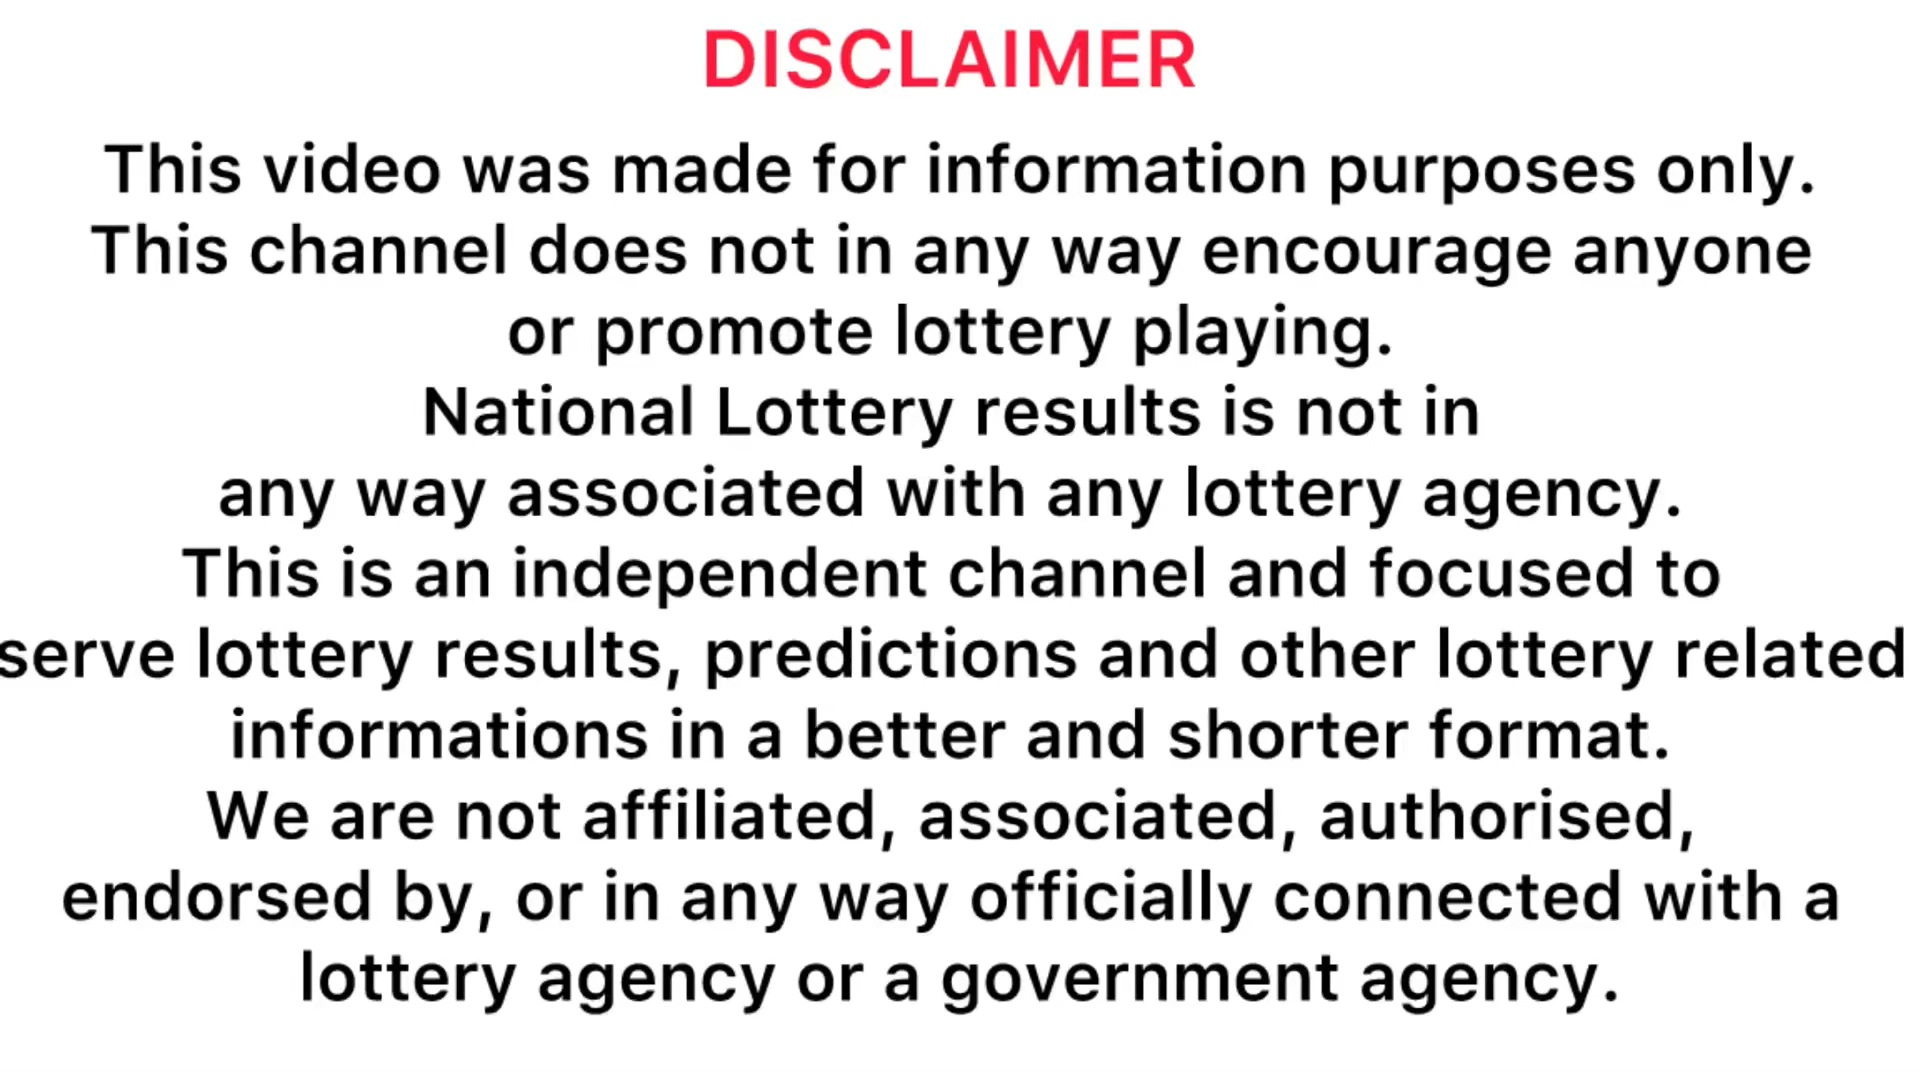 DISCLAIMER
This video was made for information purposes only.
This channel does not in any way encourage anyone
or promote lottery playing.
National Lottery results is not in
any way associated with any lottery agency.
This is an independent channel and focused to
serve lottery results, predictions and other lottery related
informations in a better and shorter format.
We are not affiliated, associated, authorised,
endorsed by, or in any way officially connected with a
lottery agency or a government agency.